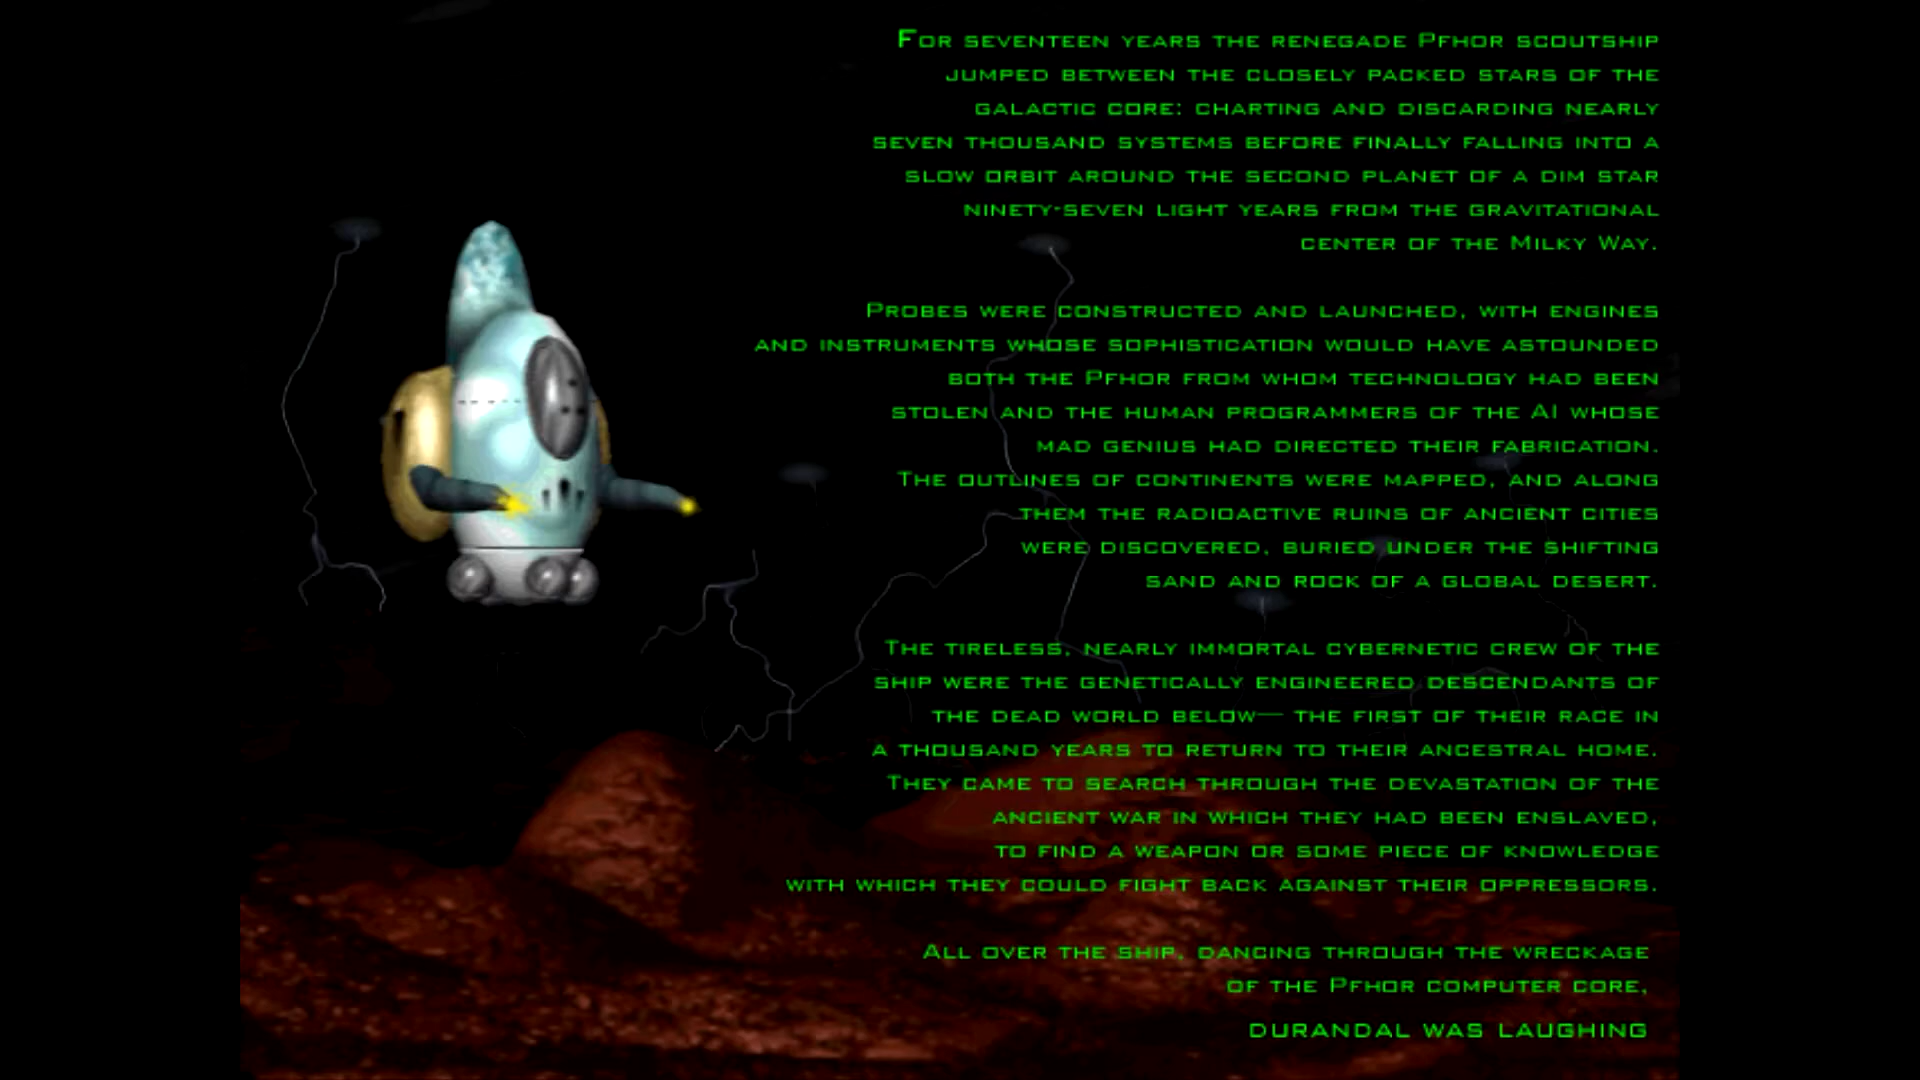 For seventeen years the renegade Pfhor scoutship
jumped between the closely packed stars of the
galactic core: charting and discarding nearly
seven thousand systems before finally falling into a
slow orbit around the second planet of a dim star
ninety-seven light years from the gravitational
center of the Milky Way.
Probes were constructed and launched, with engines
and instruments whose sophistication would have astounded
both the Pfhor from whom technology had been
stolen and the human programmers of the AI whose
mad genius had directed their fabrication.
The outlines of continents were mapped, and along
them the radioactive ruins of ancient cities
were discovered, buried under the shifting
sand and rock of a global desert.
The tireless, nearly immortal cybernetic crew of the
ship were the genetically engineered descendants of
the dead world below— the first of their race in
a thousand years to return to their ancestral home.
They came to search through the devastation of the
ancient war in which they had been enslaved,
to find a weapon or some piece of knowledge
with which they could fight back against their oppressors.
All over the ship, dancing through the wreckage
of the Pfhor computer core,
durandal was laughing